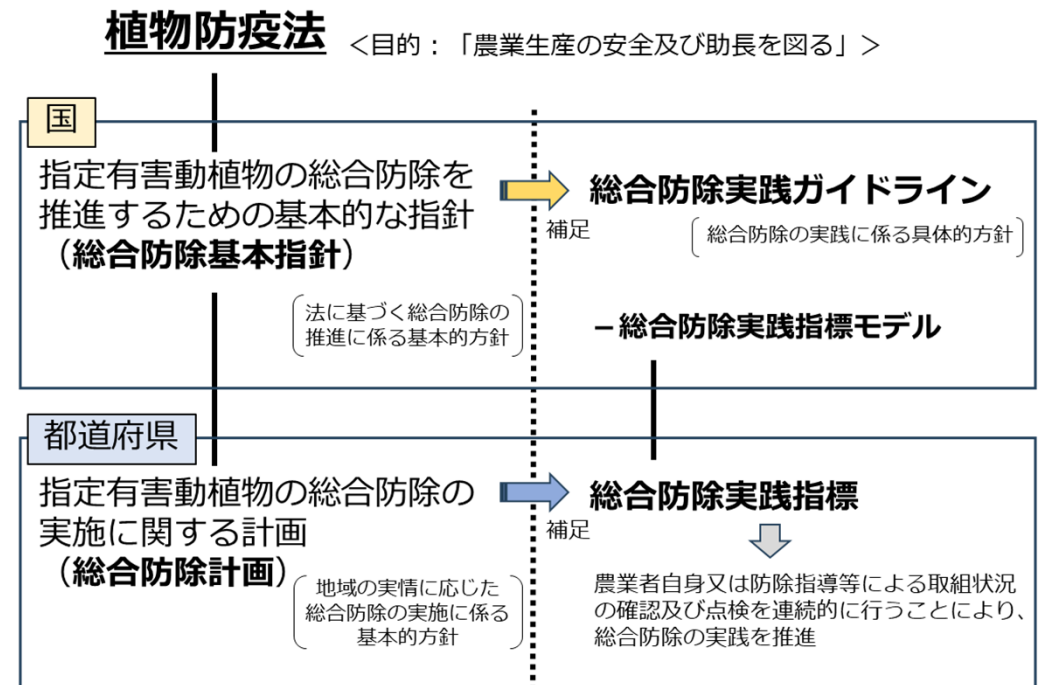 植物防疫法 <目的：「農業生産の安全及び助長を図る」>
国
指定有害動植物の総合防除を
推進するための基本的な指針
（総合防除基本指針）
法に基づく総合防除の
推進に係る基本的方針
補足
総合防除実践ガイドライン
総合防除の実践に係る具体的方針
－総合防除実践指標モデル
都道府県
指定有害動植物の総合防除の
実施に関する計画
（総合防除計画）
地域の実情に応じた
総合防除の実施に係る
基本的方針
補足
総合防除実践指標
農業者自身又は防除指導等による取組状況
の確認及び点検を連続的に行うことにより、
総合防除の実践を推進